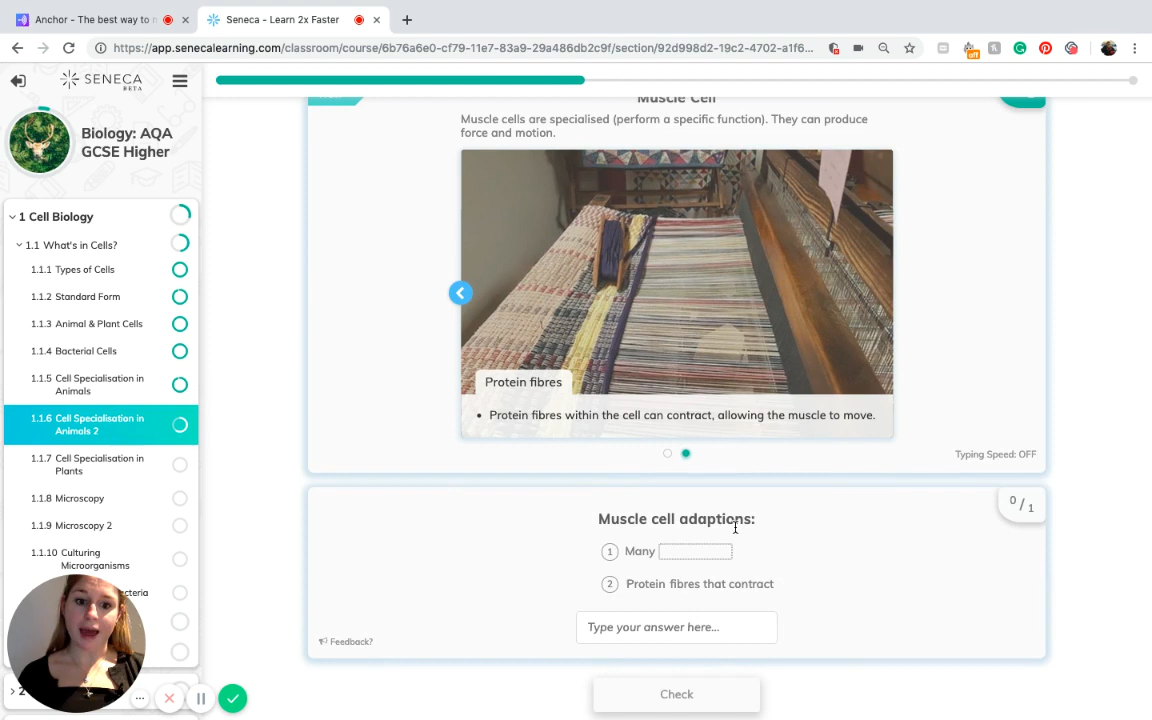 Anchor - The best way to
Seneca - Learn 2x Faster
https://app.senecalearning.com/classroom/course/6b76a6e0-cf79-11e7-83a9-29a486db2c9f/section/92d998d2-19c2-4702-a1f6...
off
SENECA
BETA
Biology: AQA
GCSE Higher
1 Cell Biology
1.1 What's in Cells?
1.1.1 Types of Cells
1.1.2 Standard Form
1.1.3 Animal & Plant Cells
1.1.4 Bacterial Cells
1.1.5 Cell Specialisation in
Animals
1.1.6 Cell Specialisation in
Animals 2
1.1.7 Cell Specialisation in
Plants
1.1.8 Microscopy
1.1.9 Microscopy 2
1.1.10 Culturing
Microorganisms
2
Muscle Cell
Muscle cells are specialised (perform a specific function). They can produce
force and motion.
Protein fibres
• Protein fibres within the cell can contract, allowing the muscle to move.
Typing Speed: OFF
0 / 1
Muscle cell adaptions:
1 Many
2 Protein fibres that contract
Type your answer here...
Feedback?
Check